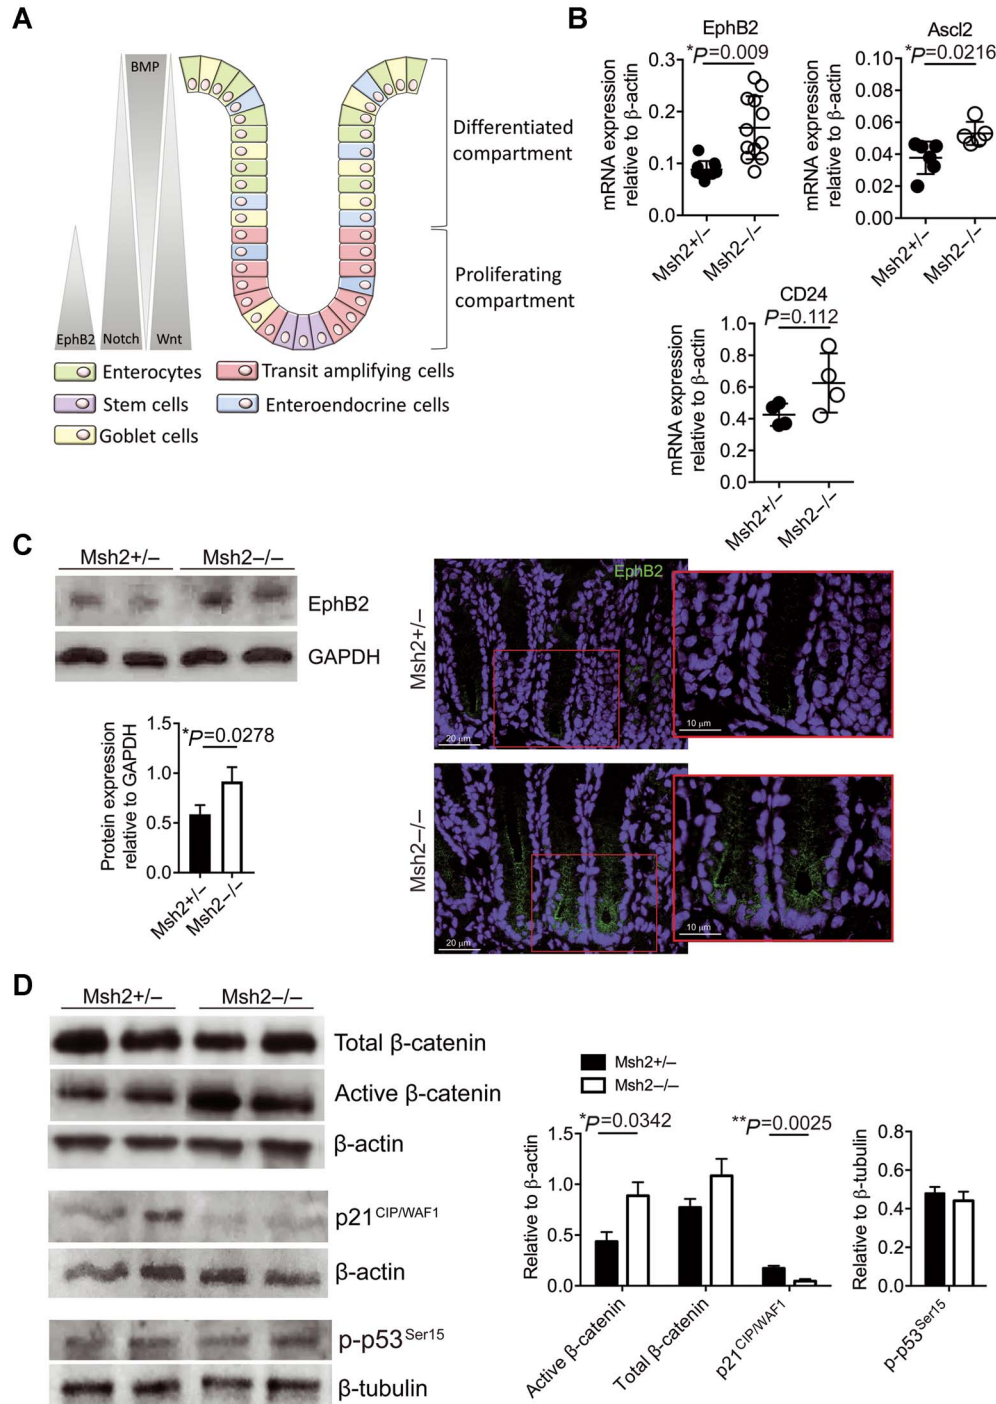 A
BMP
EphB2
Notch
Wnt
Differentiated
compartment
Proliferating
compartment
Enterocytes
Transit amplifying cells
Stem cells
Enteroendocrine cells
Goblet cells
B
EphB2
*P=0.009
mRNA expression
relative to β-actin
0.3
0.2
0.1
0.0
Msh2+/–
Msh2–/–
Ascl2
*P=0.0216
mRNA expression
relative to β-actin
0.06
0.04
0.02
0.00
Msh2+/–
Msh2–/–
CD24
P=0.112
mRNA expression
relative to β-actin
1.0
0.8
0.6
0.4
0.2
0.0
Msh2+/–
Msh2–/–
C
Msh2+/–
Msh2–/–
EphB2
GAPDH
*P=0.0278
Protein expression
relative to GAPDH
1.5
1.0
0.5
0.0
Msh2+/–
Msh2–/–
EphB2
Msh2+/–
20 μm
10 μm
Msh2–/–
20 μm
10 μm
D
Msh2+/–
Msh2–/–
Total β-catenin
Active β-catenin
β-actin
p21CIP/WAF1
β-actin
p-p53Ser15
β-tubulin
Msh2+/–
Msh2–/–
*P=0.0342
**P=0.0025
Relative to β-actin
1.5
1.0
0.5
0.0
Active β-catenin
Total β-catenin
p21CIP/WAF1
Relative to β-tubulin
0.8
0.6
0.4
0.2
0.0
p-p53Ser15